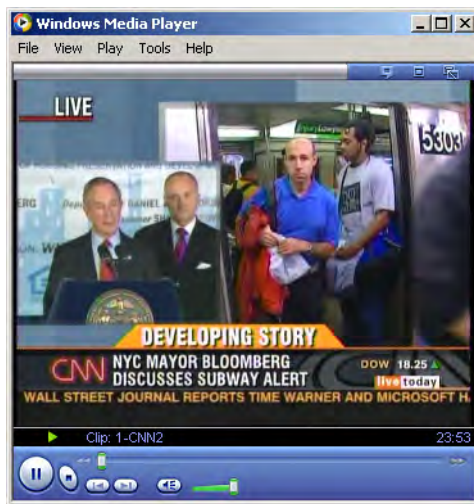 Windows Media Player
File View Play Tools Help
LIVE
5303
DEVELOPING STORY
CNN
NYC MAYOR BLOOMBERG
DISCUSSES SUBWAY ALERT
DOW 18.25
live today
WALL STREET JOURNAL REPORTS TIME WARNER AND MICROSOFT H
Clip: 1-CNN2
23:53